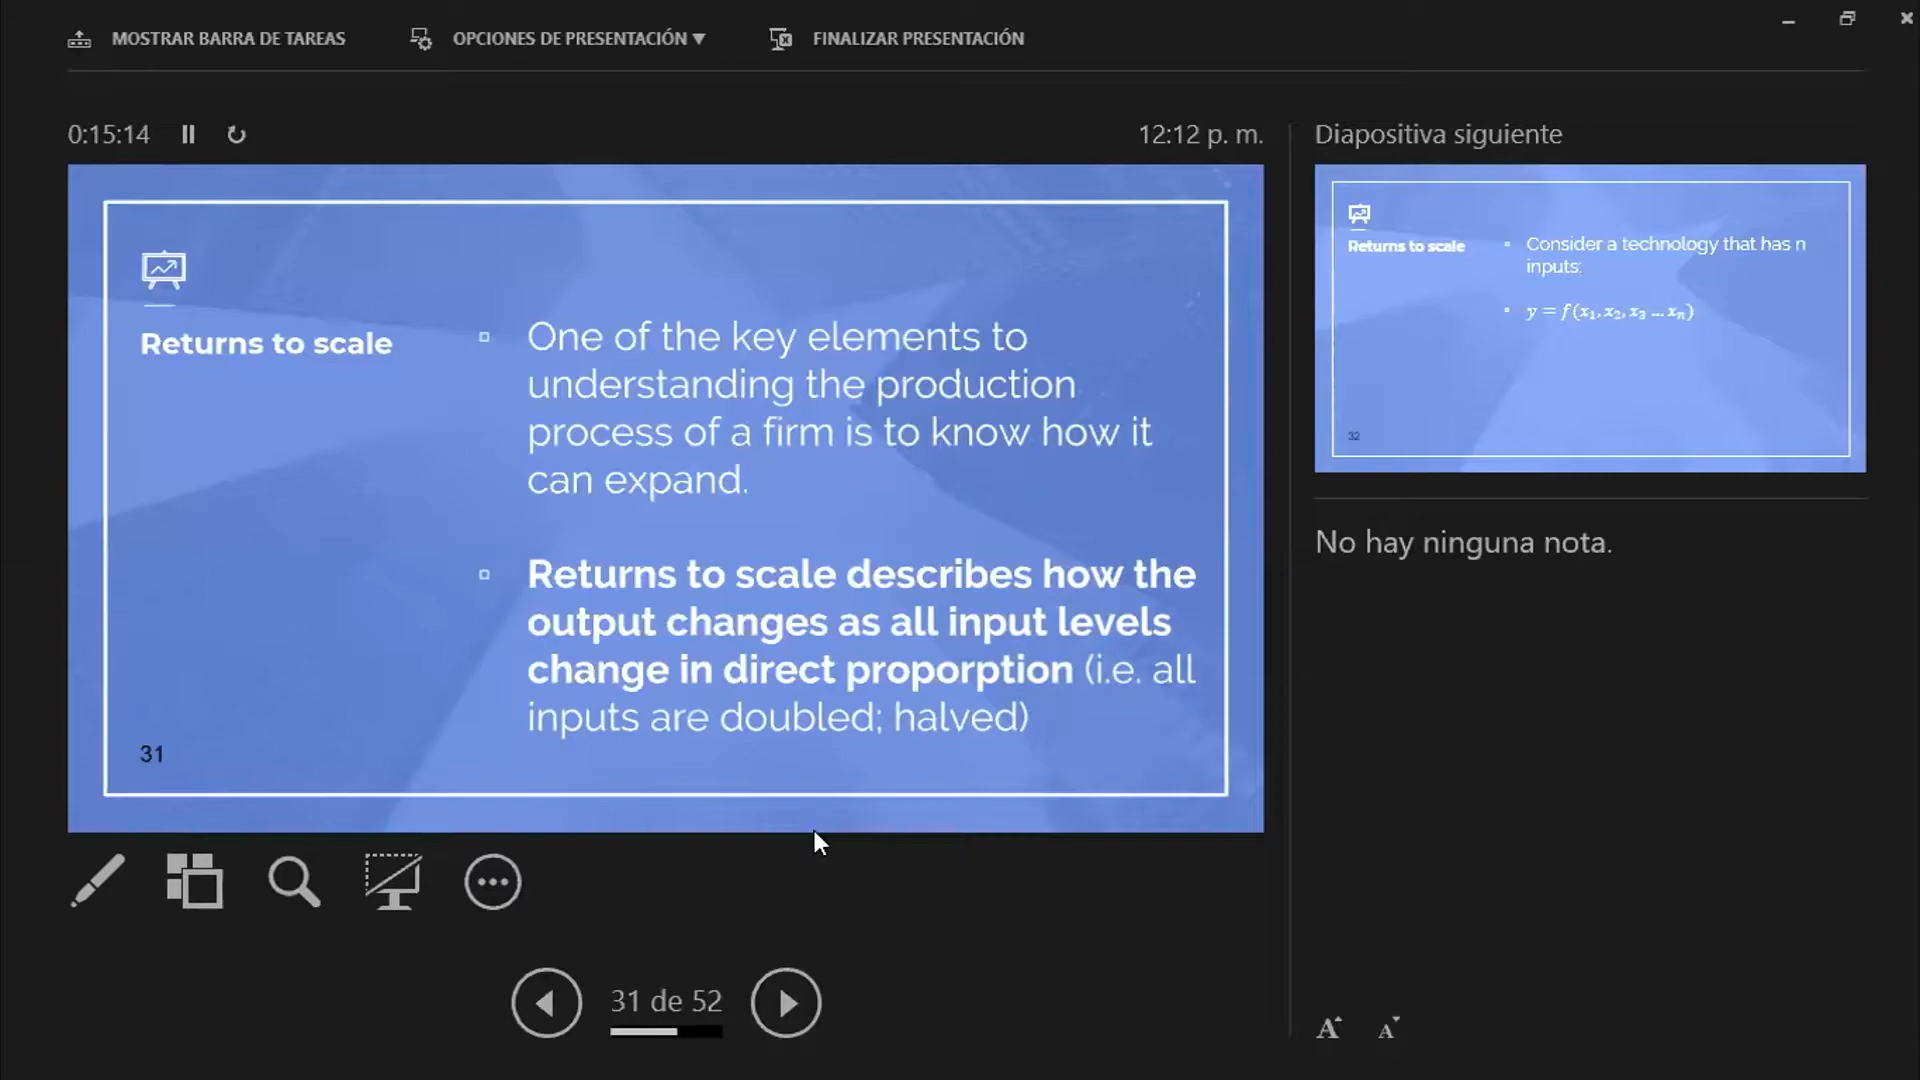 MOSTRAR BARRA DE TAREAS
OPCIONES DE PRESENTACIÓN ▼
FINALIZAR PRESENTACIÓN
0:15:14
12:12 p. m.
Returns to scale
▫ One of the key elements to
understanding the production
process of a firm is to know how it
can expand.
▫ Returns to scale describes how the
output changes as all input levels
change in direct proporption (i.e. all
inputs are doubled; halved)
31
31 de 52
Diapositiva siguiente
Returns to scale
▫ Consider a technology that has n
inputs:
▫ y = f(x₁, x₂, x₃ ... xₙ)
32
No hay ninguna nota.
A A